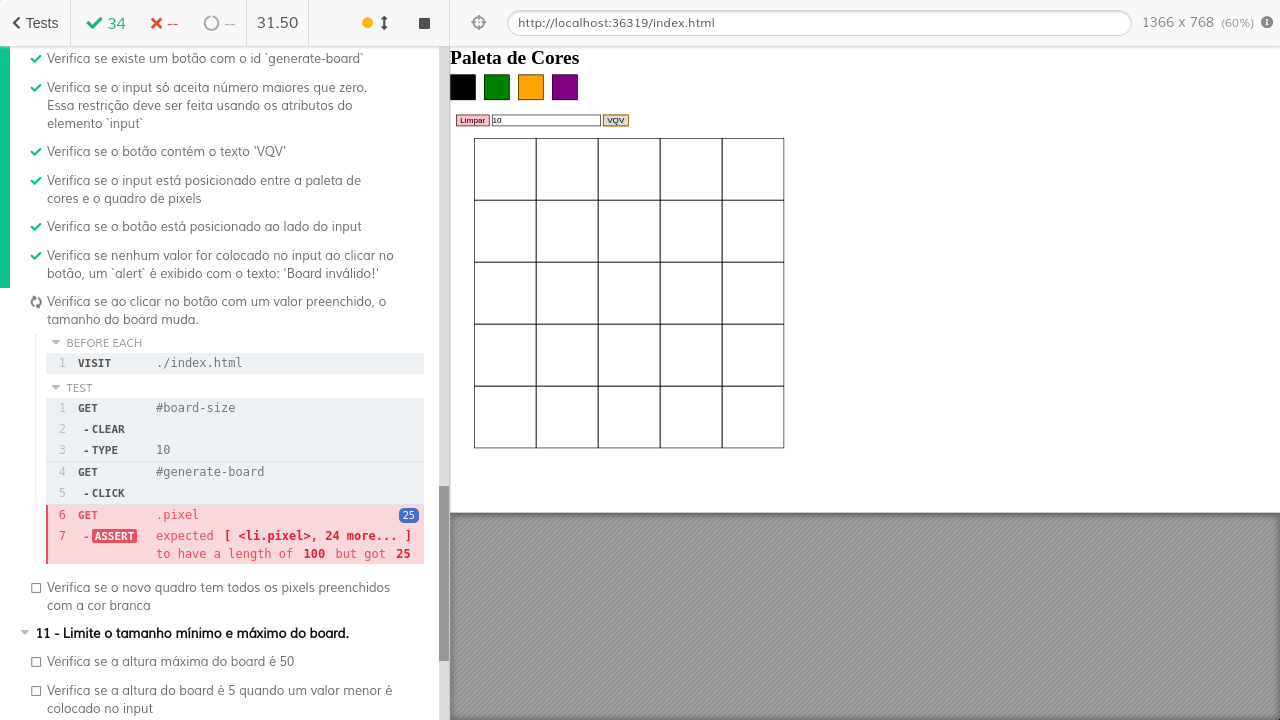 Tests
34
--
--
31.50
http://localhost:36319/index.html
1366 x 768 (60%)
Verifica se existe um botão com o id `generate-board`
Verifica se o input só aceita número maiores que zero.
Essa restrição deve ser feita usando os atributos do
elemento `input`
Verifica se o botão contém o texto 'VQV'
Verifica se o input está posicionado entre a paleta de
cores e o quadro de pixels
Verifica se o botão está posicionado ao lado do input
Verifica se nenhum valor for colocado no input ao clicar no
botão, um `alert` é exibido com o texto: 'Board inválido!'
Verifica se ao clicar no botão com um valor preenchido, o
tamanho do board muda.
BEFORE EACH
1 VISIT ./index.html
TEST
1 GET #board-size
2 -CLEAR
3 -TYPE 10
4 GET #generate-board
5 -CLICK
6 GET .pixel 25
7 -ASSERT expected [ <li.pixel>, 24 more... ]
to have a length of 100 but got 25
Verifica se o novo quadro tem todos os pixels preenchidos
com a cor branca
11 - Limite o tamanho mínimo e máximo do board.
Verifica se a altura máxima do board é 50
Verifica se a altura do board é 5 quando um valor menor é
colocado no input
Paleta de Cores
Limpar 10 VQV